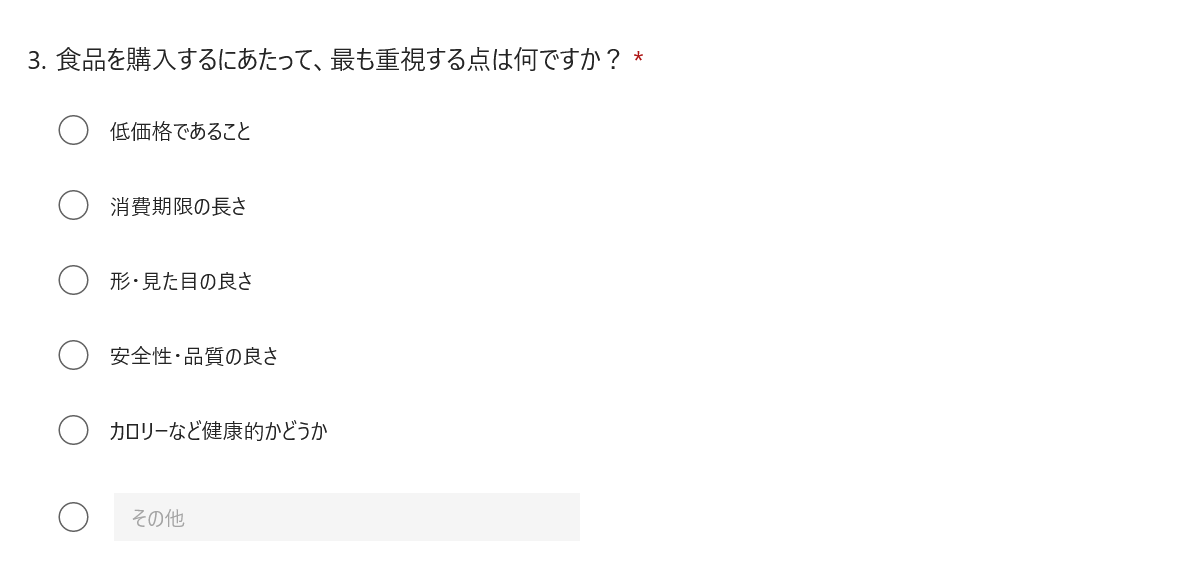 3. 食品を購入するにあたって、最も重視する点は何ですか？ *
低価格であること
消費期限の長さ
形・見た目の良さ
安全性・品質の良さ
カロリーなど健康的かどうか
その他